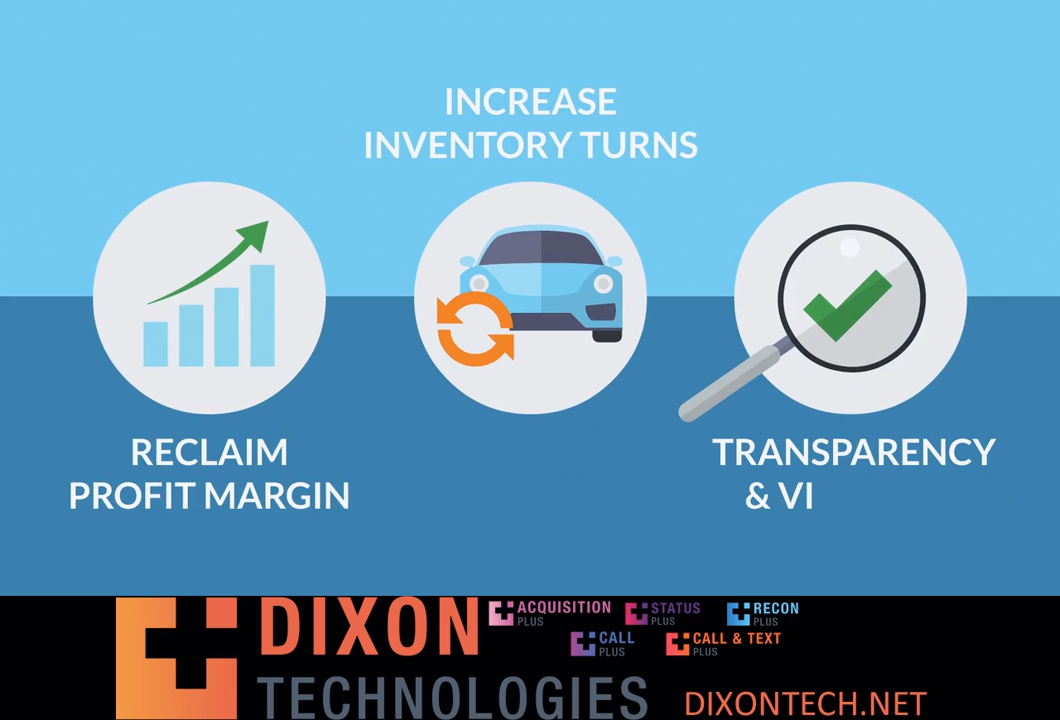 INCREASE
INVENTORY TURNS
RECLAIM
PROFIT MARGIN
TRANSPARENCY
& VI
DIXON
TECHNOLOGIES
ACQUISITION
PLUS
STATUS
PLUS
RECON
PLUS
CALL
PLUS
CALL & TEXT
PLUS
DIXONTECH.NET